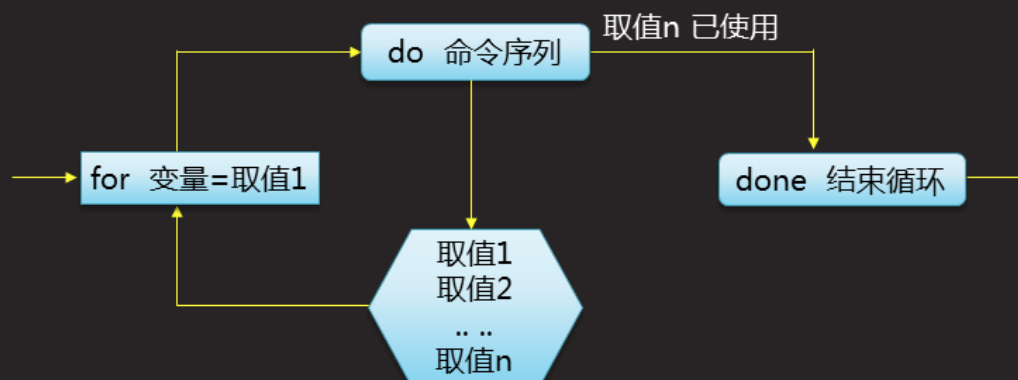 取值n 已使用
do 命令序列
for 变量=取值1
done 结束循环
取值1
取值2
.. ..
取值n